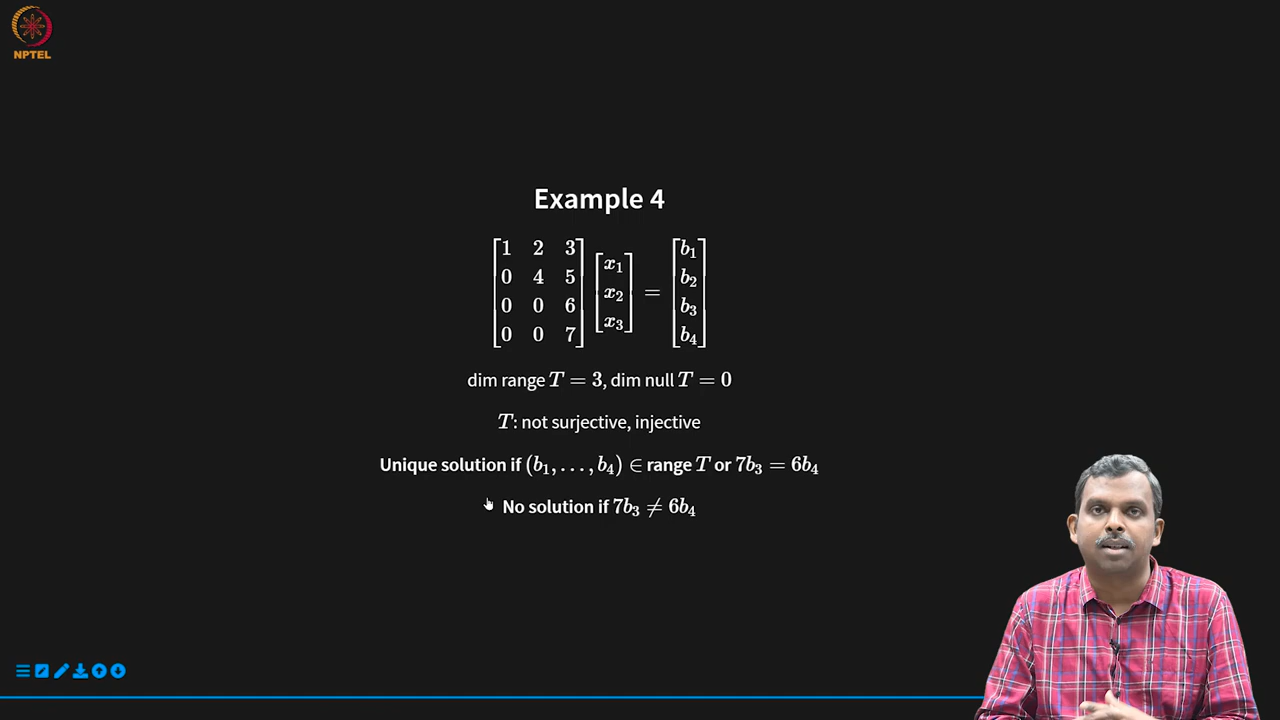 NPTEL
Example 4
[1 2 3; 0 4 5; 0 0 6; 0 0 7] [x₁; x₂; x₃] = [b₁; b₂; b₃; b₄]
dim range T = 3, dim null T = 0
T: not surjective, injective
Unique solution if (b₁, . . . , b₄) ∈ range T or 7b₃ = 6b₄
No solution if 7b₃ ≠ 6b₄